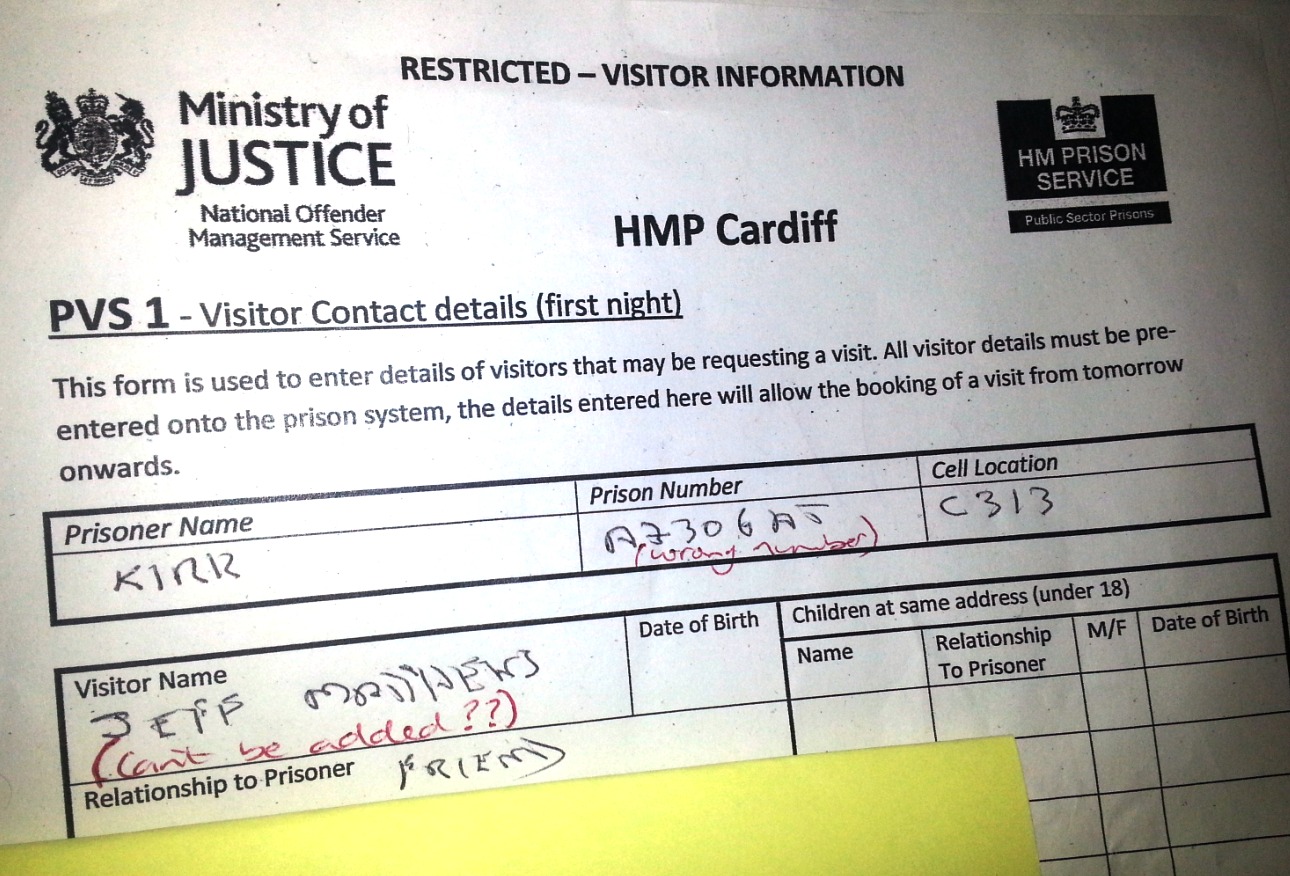 RESTRICTED – VISITOR INFORMATION
Ministry of
JUSTICE
National Offender
Management Service
HM PRISON
SERVICE
Public Sector Prisons
HMP Cardiff
PVS 1 - Visitor Contact details (first night)
This form is used to enter details of visitors that may be requesting a visit. All visitor details must be pre-
entered onto the prison system, the details entered here will allow the booking of a visit from tomorrow
onwards.
Prisoner Name
KIRK
Prison Number
A7306AJ
(wrong number)
Cell Location
C313
Visitor Name
JEFF MATTHEWS
(Can't be added??)
Date of Birth
Relationship to Prisoner FRIEND
Children at same address (under 18)
Name
Relationship
To Prisoner
M/F
Date of Birth